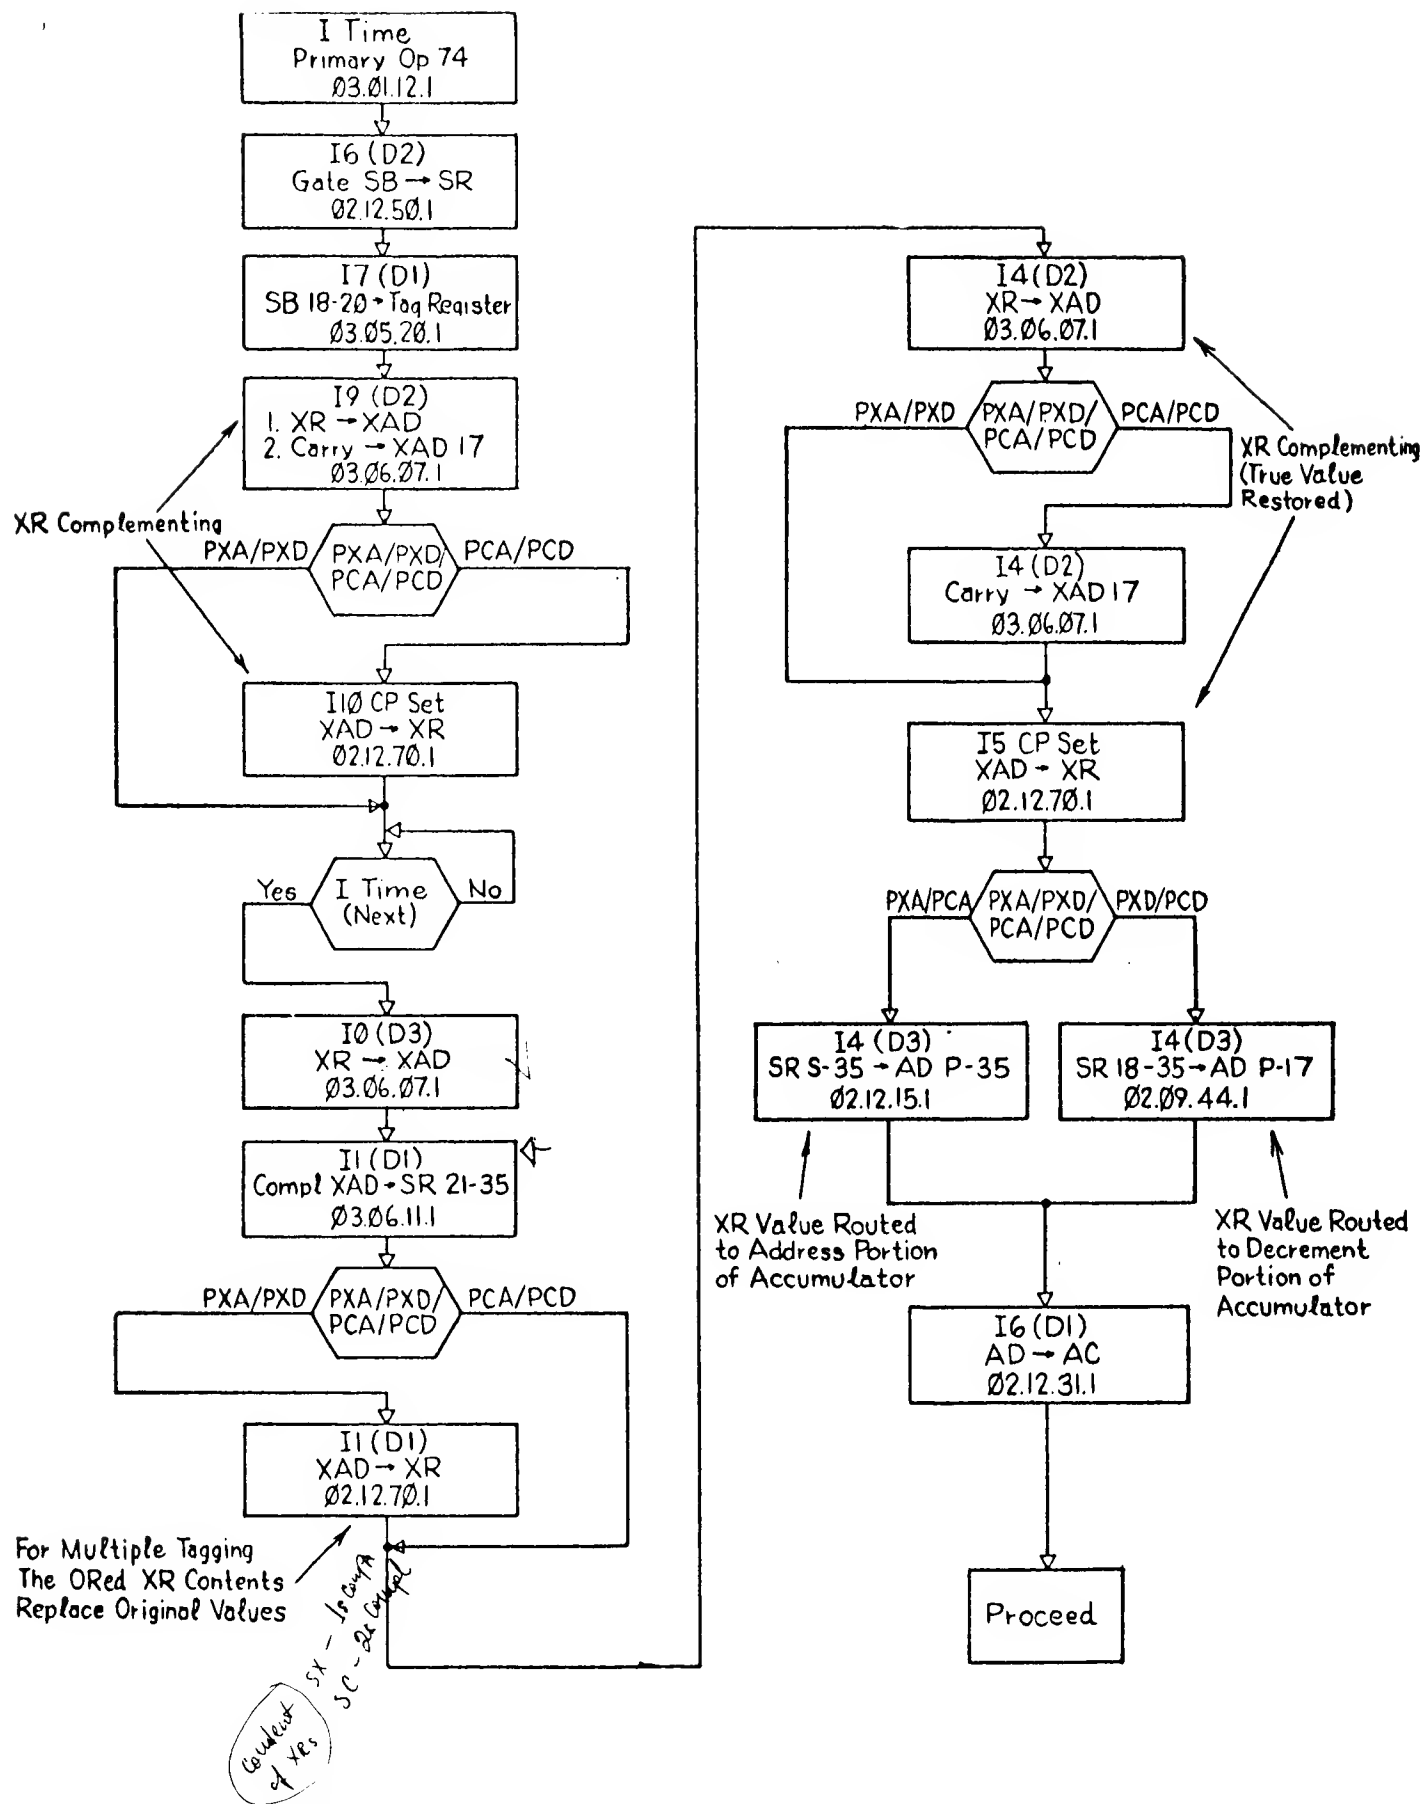 I Time
Primary Op 74
Ø3.Ø1.12.1
I6 (D2)
Gate SB → SR
Ø2.12.5Ø.1
I7 (D1)
SB 18-2Ø → Tag Register
Ø3.Ø5.2Ø.1
I9 (D2)
1. XR → XAD
2. Carry → XAD 17
Ø3.Ø6.Ø7.1
XR Complementing
PXA/PXD
PXA/PXD/
PCA/PCD
PCA/PCD
I1Ø CP Set
XAD → XR
Ø2.12.7Ø.1
Yes
I Time
(Next)
No
IØ (D3)
XR → XAD
Ø3.Ø6.Ø7.1
I1 (D1)
Compl XAD → SR 21-35
Ø3.Ø6.11.1
PXA/PXD
PXA/PXD/
PCA/PCD
PCA/PCD
I1 (D1)
XAD → XR
Ø2.12.7Ø.1
For Multiple Tagging
The ORed XR Contents
Replace Original Values
SX - 1s Compl
SC - 2s Compl
Content
of XRs
I4 (D2)
XR → XAD
Ø3.Ø6.Ø7.1
PXA/PXD
PXA/PXD/
PCA/PCD
PCA/PCD
XR Complementing
(True Value
Restored)
I4 (D2)
Carry → XAD 17
Ø3.Ø6.Ø7.1
I5 CP Set
XAD → XR
Ø2.12.7Ø.1
PXA/PCA
PXA/PXD/
PCA/PCD
PXD/PCD
I4 (D3)
SR S-35 → AD P-35
Ø2.12.15.1
I4 (D3)
SR 18-35 → AD P-17
Ø2.Ø9.44.1
XR Value Routed
to Address Portion
of Accumulator
XR Value Routed
to Decrement
Portion of
Accumulator
I6 (D1)
AD → AC
Ø2.12.31.1
Proceed